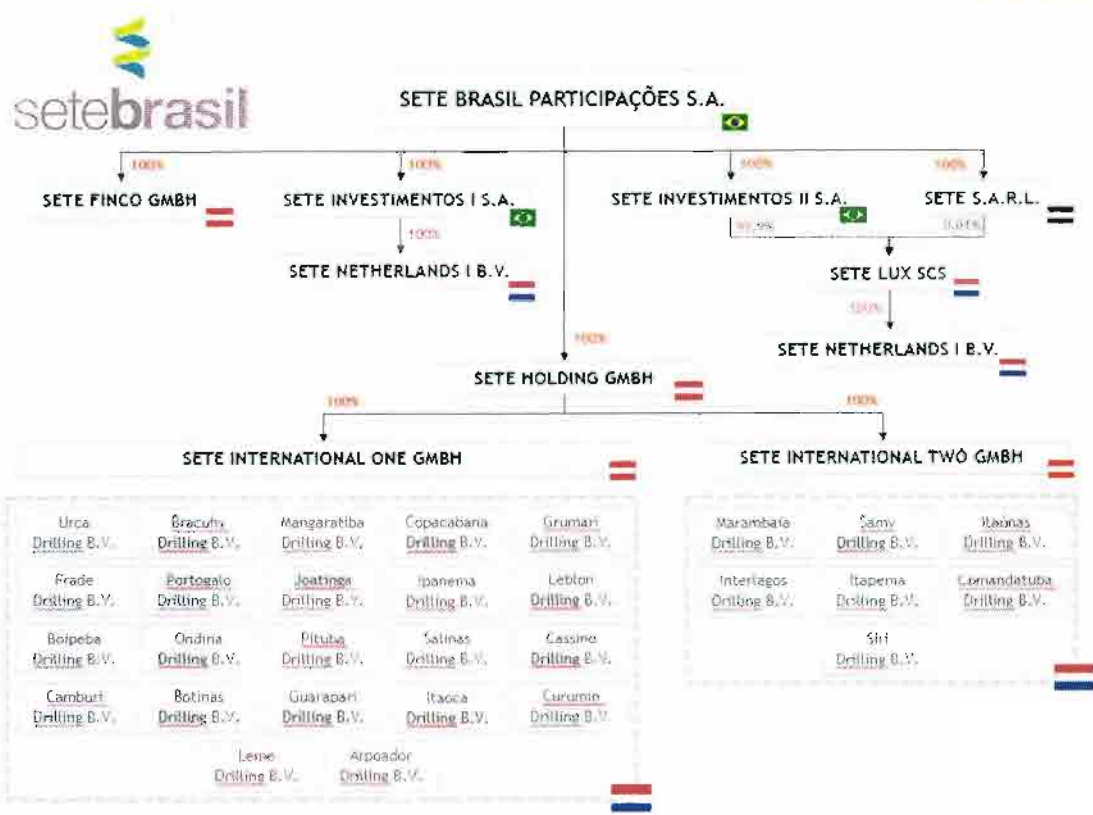 setebrasil
SETE BRASIL PARTICIPAÇÕES S.A.
100% 100% 100% 100%
SETE FINCO GMBH SETE INVESTIMENTOS I S.A. SETE INVESTIMENTOS II S.A. SETE S.A.R.L.
100% 0.01%
SETE NETHERLANDS I B.V. SETE LUX SCS
100%
100%
SETE NETHERLANDS I B.V.
SETE HOLDING GMBH
100% 100%
SETE INTERNATIONAL ONE GMBH SETE INTERNATIONAL TWO GMBH
Urca Bracuhy Mangaratiba Copacabana Grumari
Drilling B.V. Drilling B.V. Drilling B.V. Drilling B.V. Drilling B.V.
Frade Portogalo Joatinga Ipanema Leblon
Drilling B.V. Drilling B.V. Drilling B.V. Drilling B.V. Drilling B.V.
Boipeba Ondina Pituba Salinas Cassino
Drilling B.V. Drilling B.V. Drilling B.V. Drilling B.V. Drilling B.V.
Camburi Botinas Guarapari Itaoca Curumin
Drilling B.V. Drilling B.V. Drilling B.V. Drilling B.V. Drilling B.V.
Leme Arpoador
Drilling B.V. Drilling B.V.
Marambaia Samy Itaunas
Drilling B.V. Drilling B.V. Drilling B.V.
Interlagos Itapema Comandatuba
Drilling B.V. Drilling B.V. Drilling B.V.
Siri
Drilling B.V.